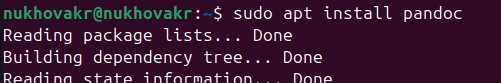 nukhovakr@nukhovakr:~$ sudo apt install pandoc
Reading package lists... Done
Building dependency tree... Done
Reading state information... Done